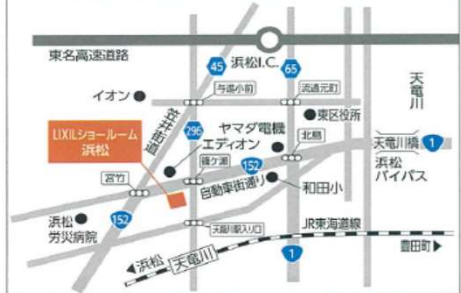 東名高速道路
浜松I.C.
45
65
与進小前
流通元町
天竜川
イオン
笠井街道
東区役所
LIXILショールーム
浜松
296
ヤマダ電機
エディオン
北島
天竜川橋
1
篠ヶ瀬
152
浜松
バイパス
宮竹
自動車街通り
和田小
152
浜松
労災病院
天竜川駅入り口
JR東海道線
1
豊田町
浜松
天竜川